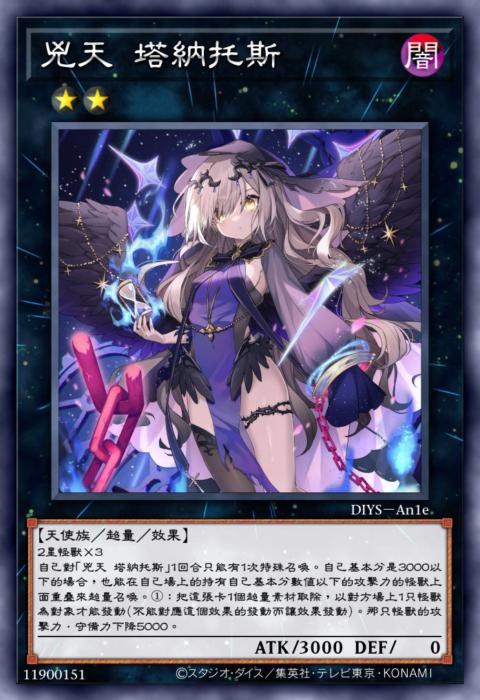 兇天 塔納托斯
闇
DIYS－An1e
【天使族／超量／效果】
2星怪獸×3
自己對「兇天 塔納托斯」1回合只能有1次特殊召喚。自己基本分是3000以
下的場合，也能在自己場上的持有自己基本分數值以下的攻擊力的怪獸上
面重疊來超量召喚。①：把這張卡1個超量素材取除，以對方場上1只怪獸
為對象才能發動(不能對應這個效果的發動而讓效果發動)。那只怪獸的攻
擊力·守備力下降5000。
ATK/3000 DEF/ 0
11900151
©スタジオ·ダイス/集英社·テレビ東京·KONAMI